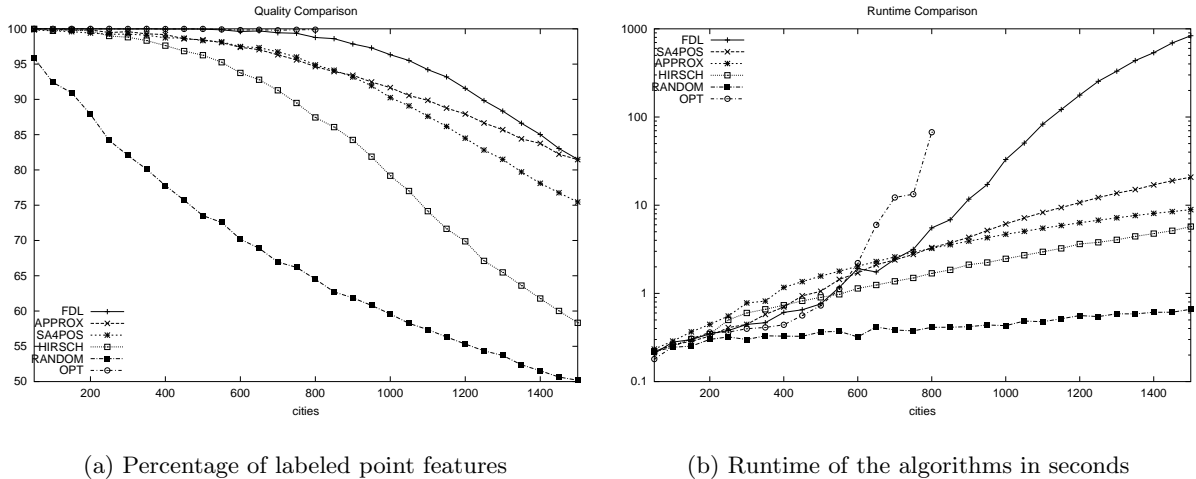 Quality Comparison
100
95
90
85
80
75
70
65
60
55
50
FDL
APPROX
SA4POS
HIRSCH
RANDOM
OPT
200 400 600 800 1000 1200 1400
cities
(a) Percentage of labeled point features
Runtime Comparison
1000
100
10
1
0.1
FDL
SA4POS
APPROX
HIRSCH
RANDOM
OPT
200 400 600 800 1000 1200 1400
cities
(b) Runtime of the algorithms in seconds